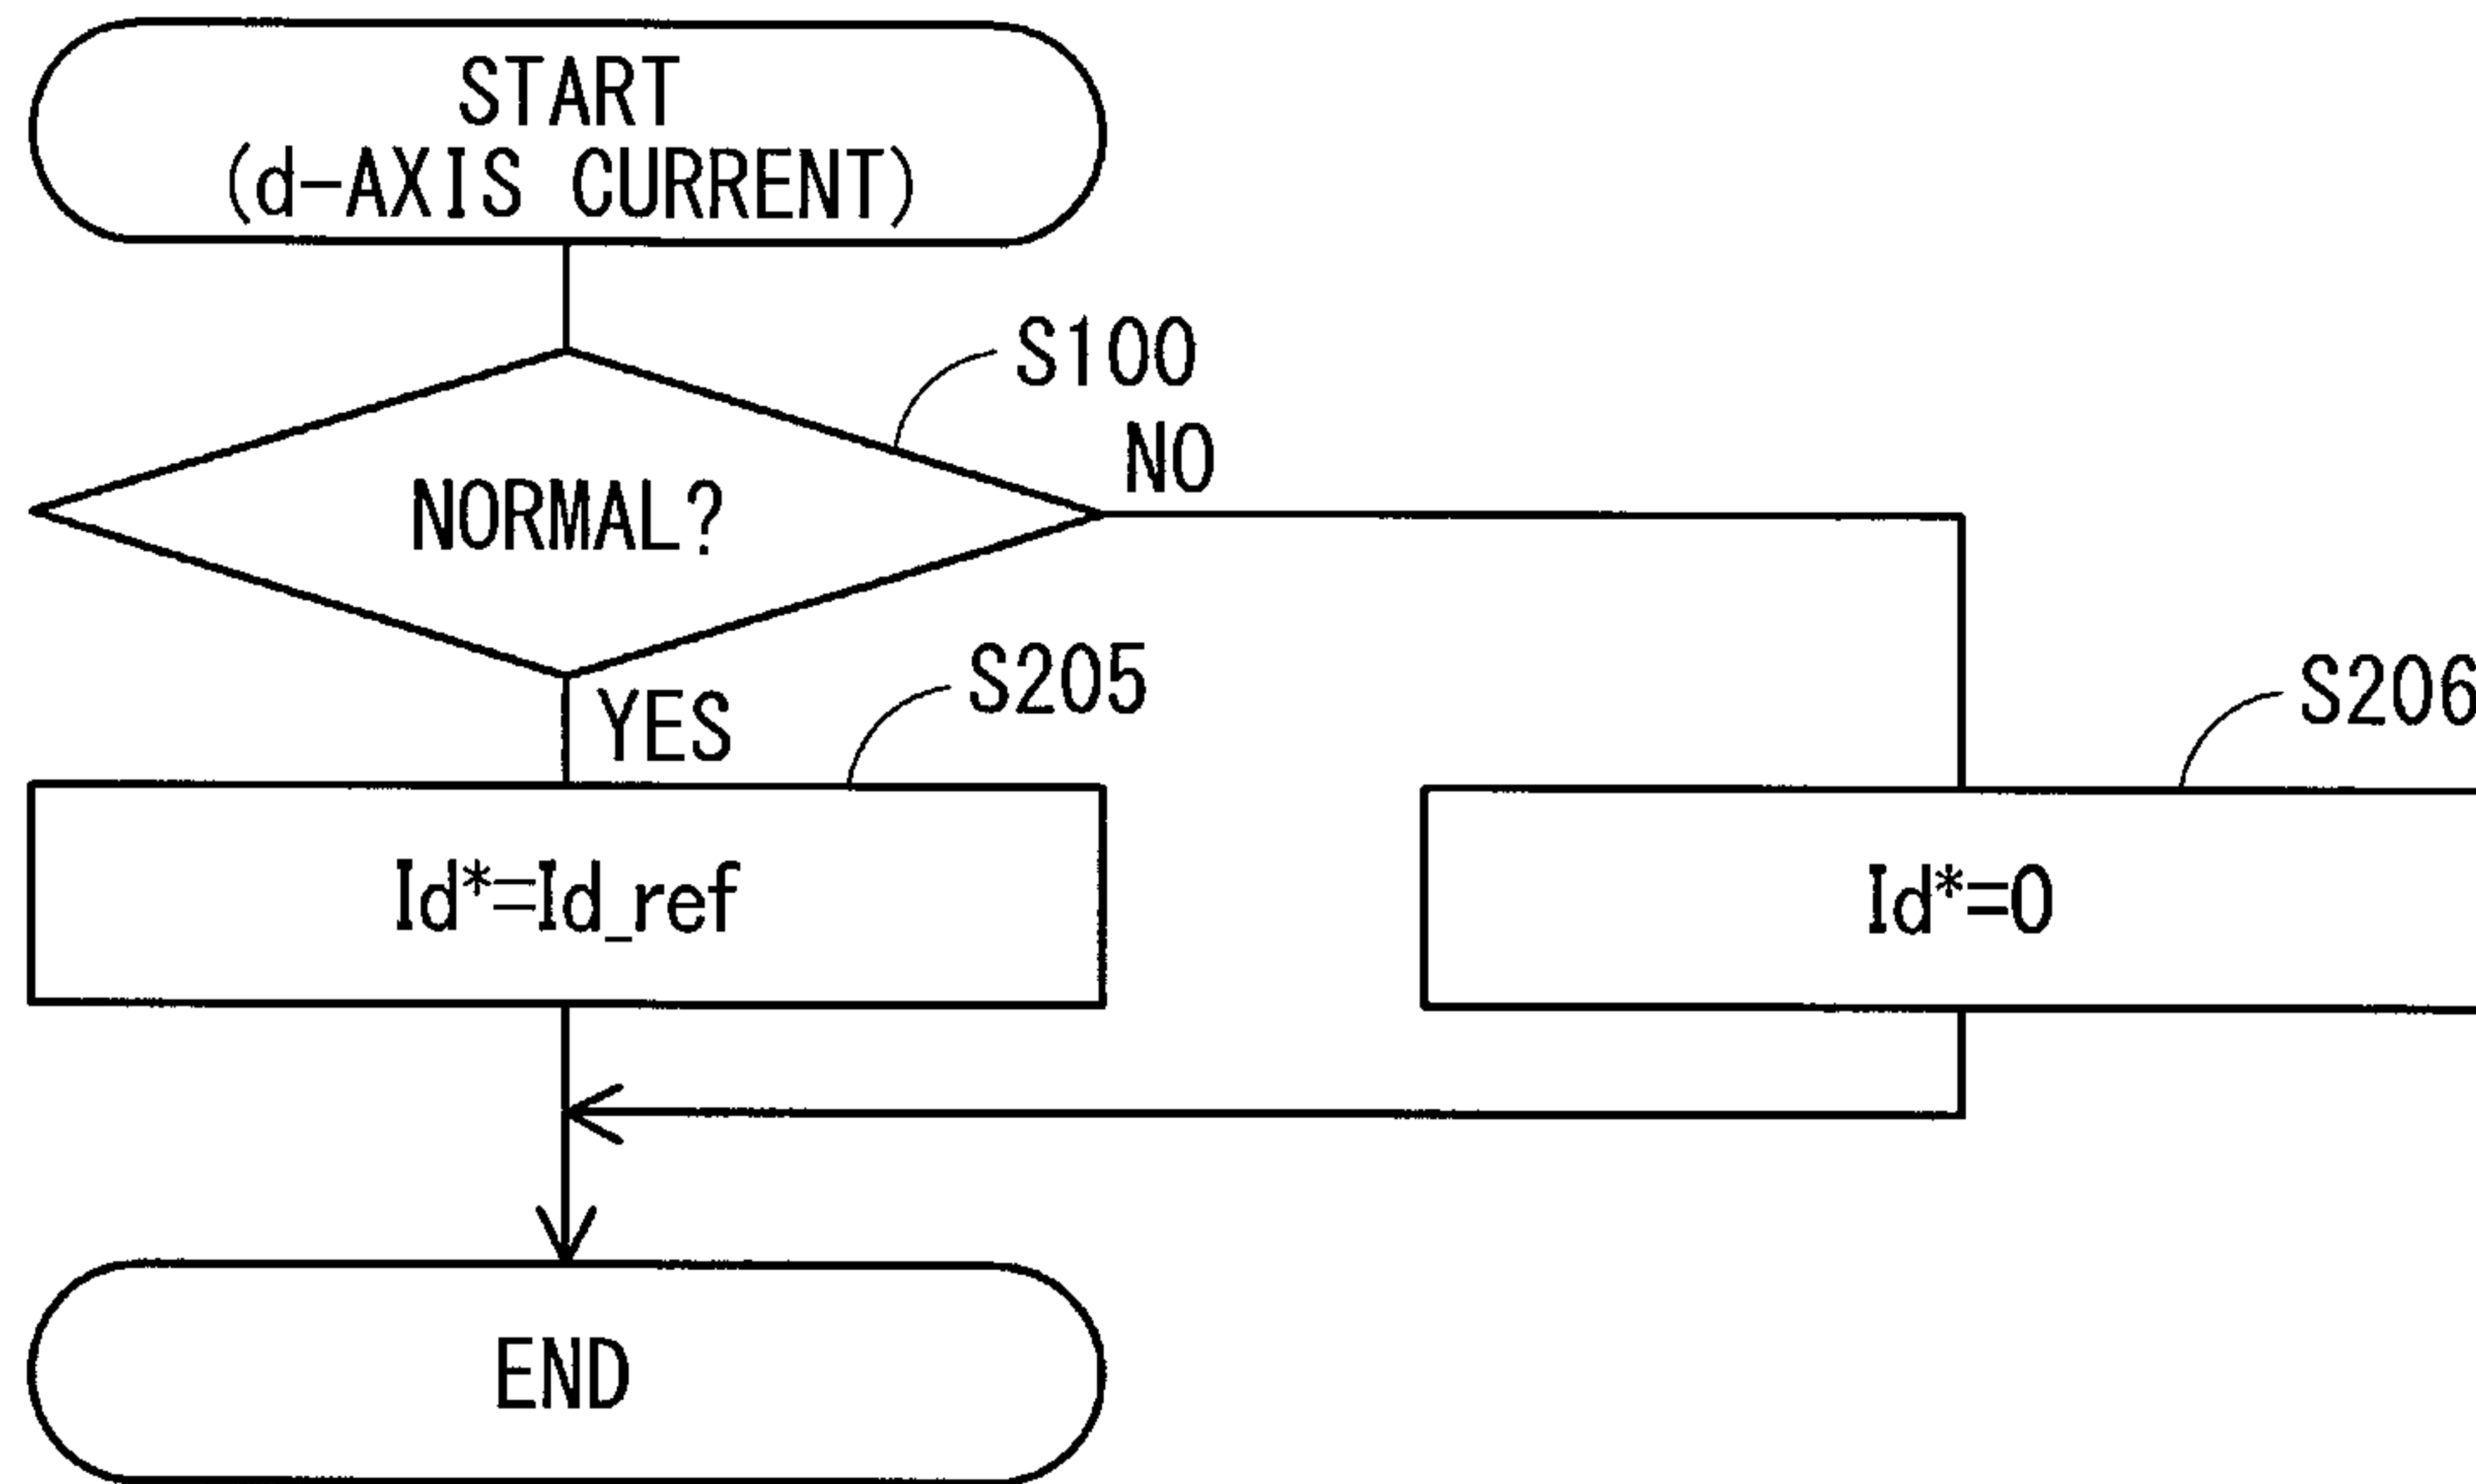 START
(d-AXIS CURRENT)
S100
NO
NORMAL?
YES
S205
S206
Id*=Id_ref
Id*=0
END